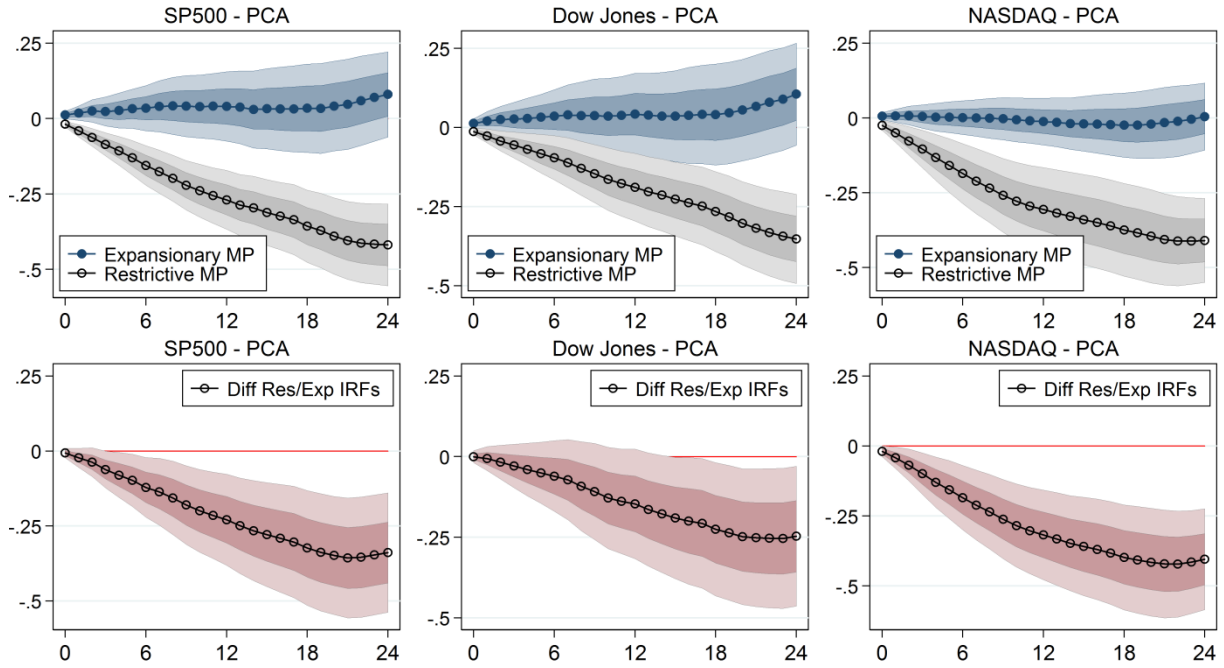 SP500 - PCA
.25
0
-.25
-.5
Expansionary MP
Restrictive MP
0 6 12 18 24
Dow Jones - PCA
.25
0
-.25
-.5
Expansionary MP
Restrictive MP
0 6 12 18 24
NASDAQ - PCA
.25
0
-.25
-.5
Expansionary MP
Restrictive MP
0 6 12 18 24
SP500 - PCA
.25
0
-.25
-.5
Diff Res/Exp IRFs
0 6 12 18 24
Dow Jones - PCA
.25
0
-.25
-.5
Diff Res/Exp IRFs
0 6 12 18 24
NASDAQ - PCA
.25
0
-.25
-.5
Diff Res/Exp IRFs
0 6 12 18 24